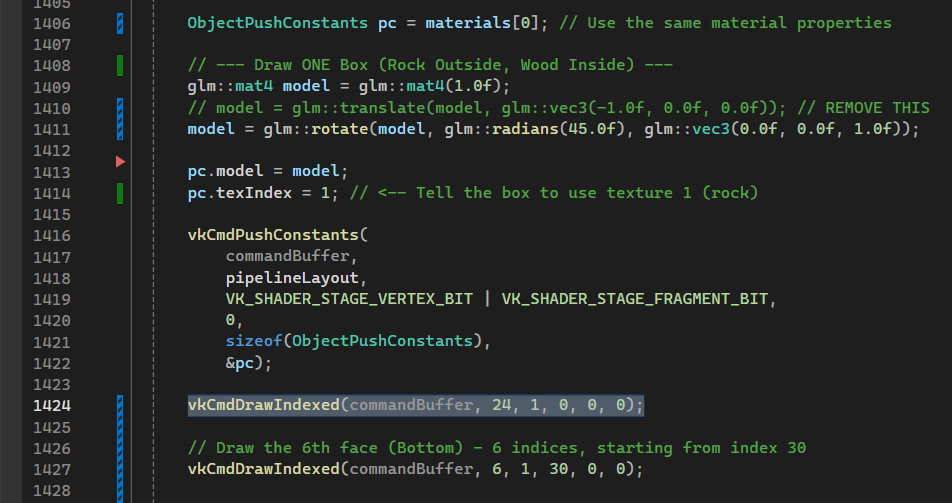 1405
1406 ObjectPushConstants pc = materials[0]; // Use the same material properties
1407
1408 // --- Draw ONE Box (Rock Outside, Wood Inside) ---
1409 glm::mat4 model = glm::mat4(1.0f);
1410 // model = glm::translate(model, glm::vec3(-1.0f, 0.0f, 0.0f)); // REMOVE THIS
1411 model = glm::rotate(model, glm::radians(45.0f), glm::vec3(0.0f, 0.0f, 1.0f));
1412
1413 pc.model = model;
1414 pc.texIndex = 1; // <-- Tell the box to use texture 1 (rock)
1415
1416 vkCmdPushConstants(
1417     commandBuffer,
1418     pipelineLayout,
1419     VK_SHADER_STAGE_VERTEX_BIT | VK_SHADER_STAGE_FRAGMENT_BIT,
1420     0,
1421     sizeof(ObjectPushConstants),
1422     &pc);
1423
1424 vkCmdDrawIndexed(commandBuffer, 24, 1, 0, 0, 0);
1425
1426 // Draw the 6th face (Bottom) - 6 indices, starting from index 30
1427 vkCmdDrawIndexed(commandBuffer, 6, 1, 30, 0, 0);
1428